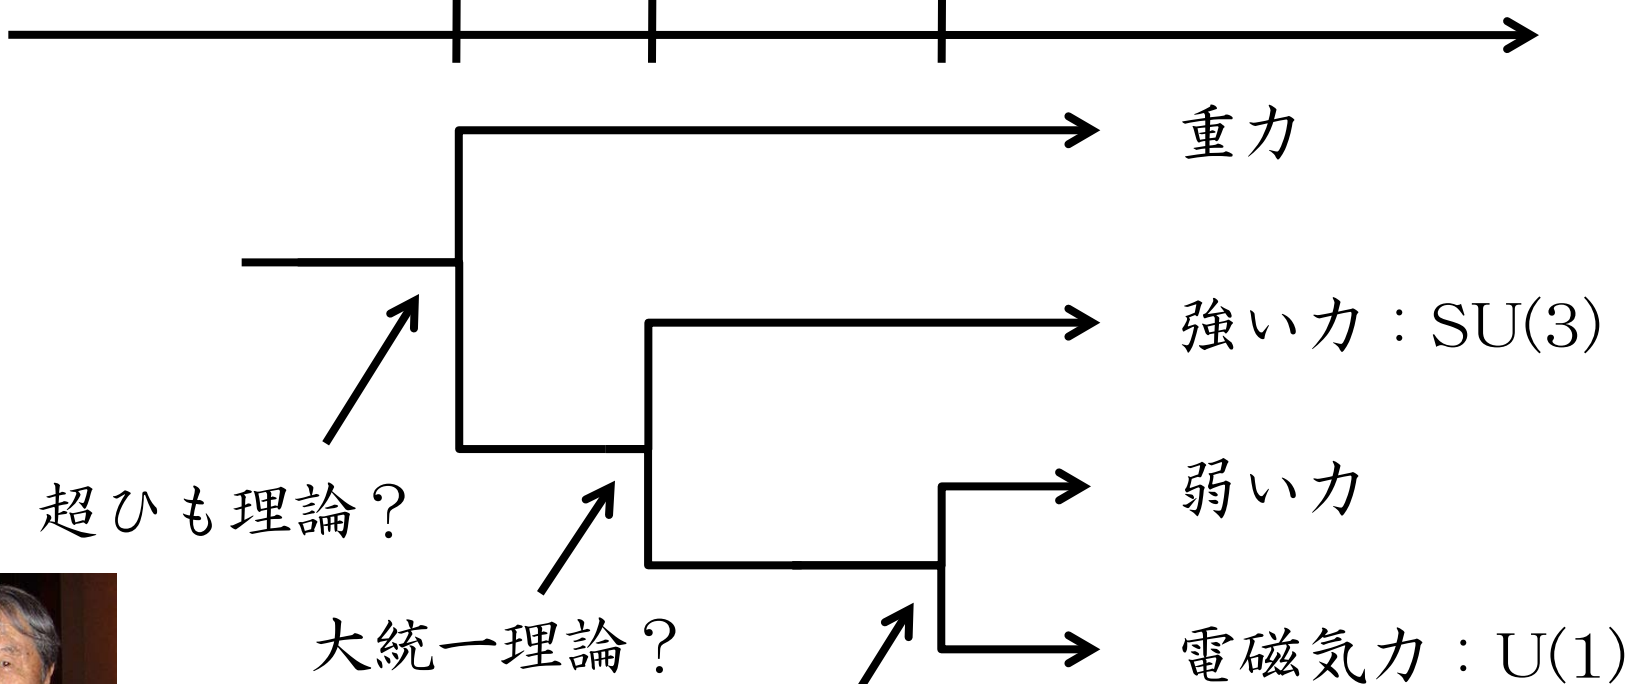 重力
強い力：SU(3)
弱い力
超ひも理論？
大統一理論？
電磁気力：U(1)